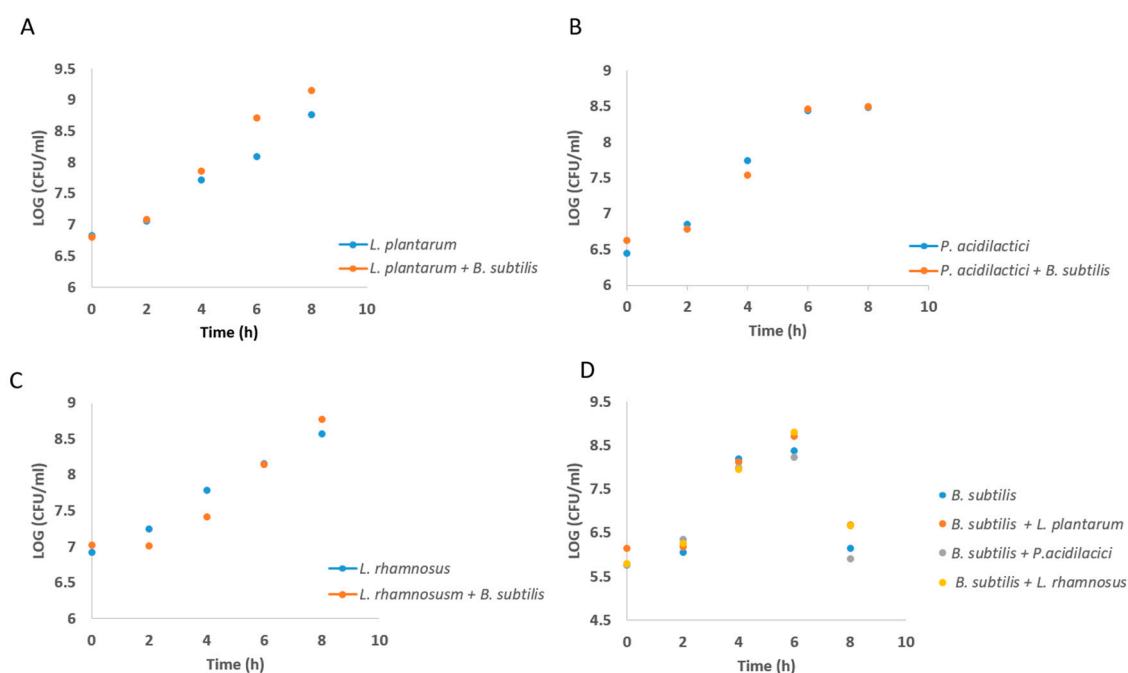 A
LOG (CFU/ml)
9.5
9
8.5
8
7.5
7
6.5
6
0 2 4 6 8 10
Time (h)
L. plantarum
L. plantarum + B. subtilis
B
LOG (CFU/ml)
9
8.5
8
7.5
7
6.5
6
0 2 4 6 8 10
Time (h)
P. acidilactici
P. acidilactici + B. subtilis
C
LOG (CFU/ml)
9
8.5
8
7.5
7
6.5
6
0 2 4 6 8 10
Time (h)
L. rhamnosus
L. rhamnosusm + B. subtilis
D
LOG (CFU/ml)
9.5
8.5
7.5
6.5
5.5
4.5
0 2 4 6 8 10
Time (h)
B. subtilis
B. subtilis + L. plantarum
B. subtilis + P.acidilacici
B. subtilis + L. rhamnosus